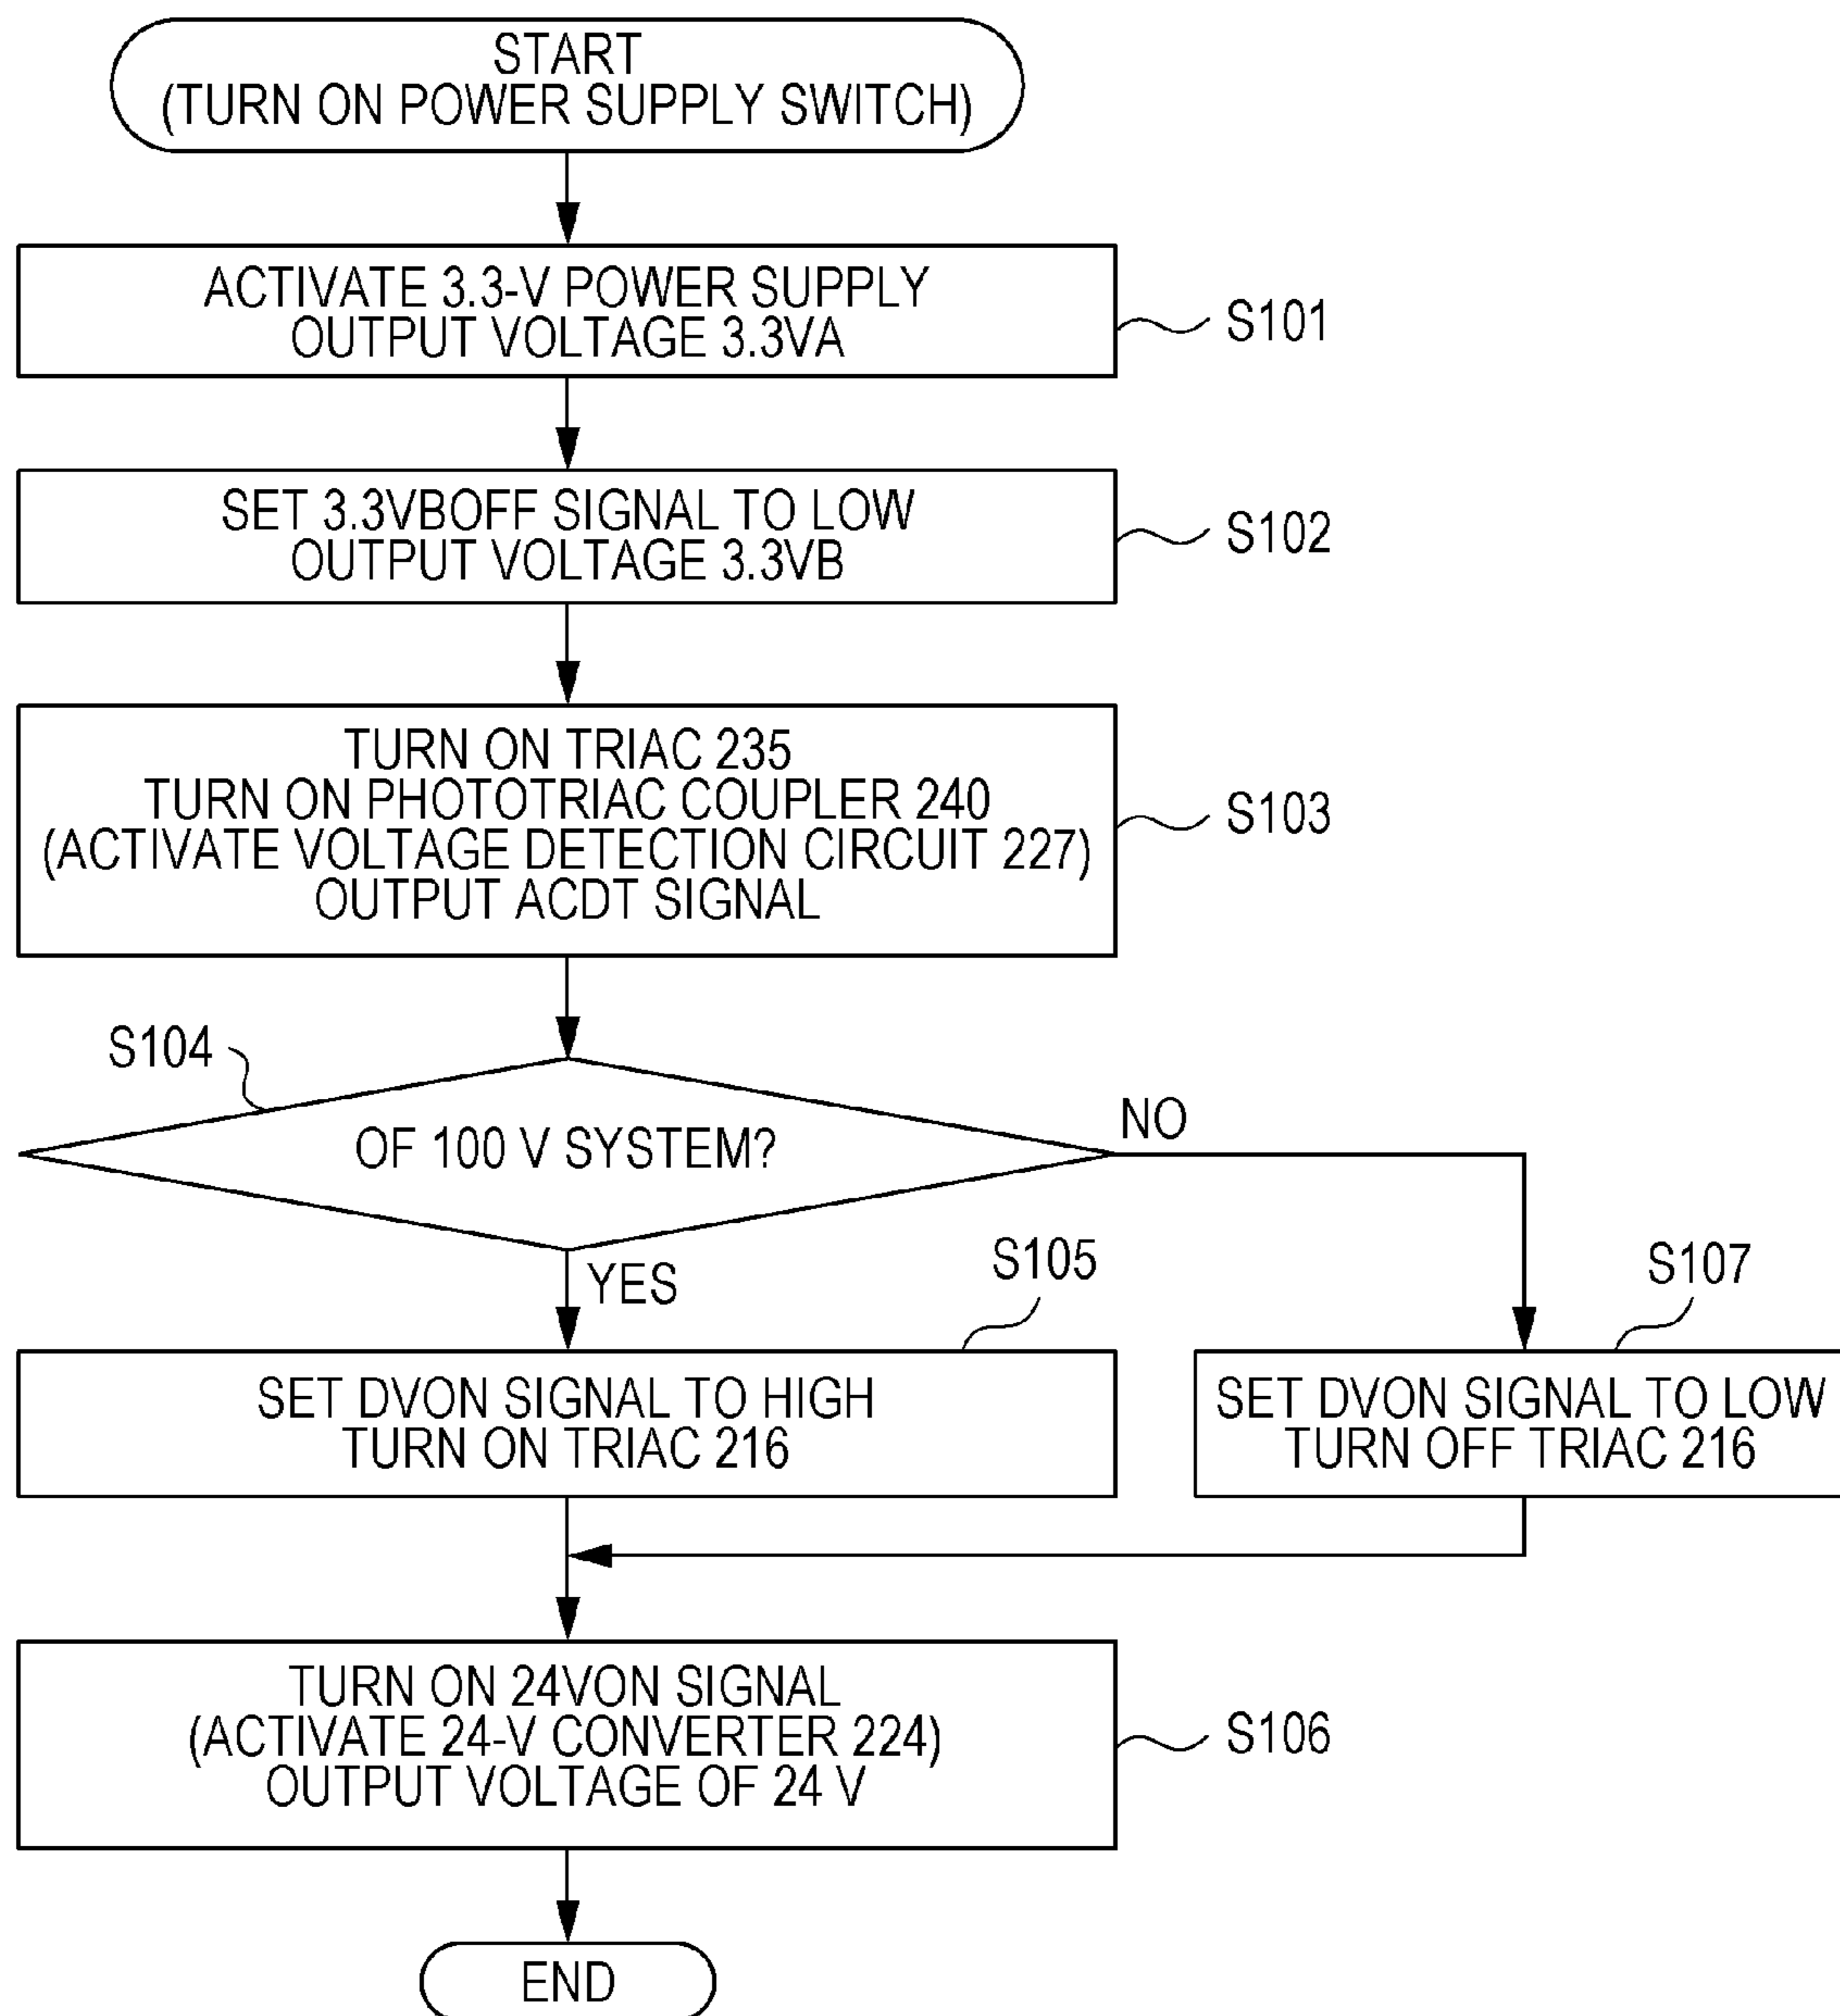 START
(TURN ON POWER SUPPLY SWITCH)
ACTIVATE 3.3-V POWER SUPPLY
OUTPUT VOLTAGE 3.3VA
S101
SET 3.3VBOFF SIGNAL TO LOW
OUTPUT VOLTAGE 3.3VB
S102
TURN ON TRIAC 235
TURN ON PHOTOTRIAC COUPLER 240
(ACTIVATE VOLTAGE DETECTION CIRCUIT 227)
OUTPUT ACDT SIGNAL
S103
S104
OF 100 V SYSTEM?
NO
YES
S105
SET DVON SIGNAL TO HIGH
TURN ON TRIAC 216
S107
SET DVON SIGNAL TO LOW
TURN OFF TRIAC 216
TURN ON 24VON SIGNAL
(ACTIVATE 24-V CONVERTER 224)
OUTPUT VOLTAGE OF 24 V
S106
END